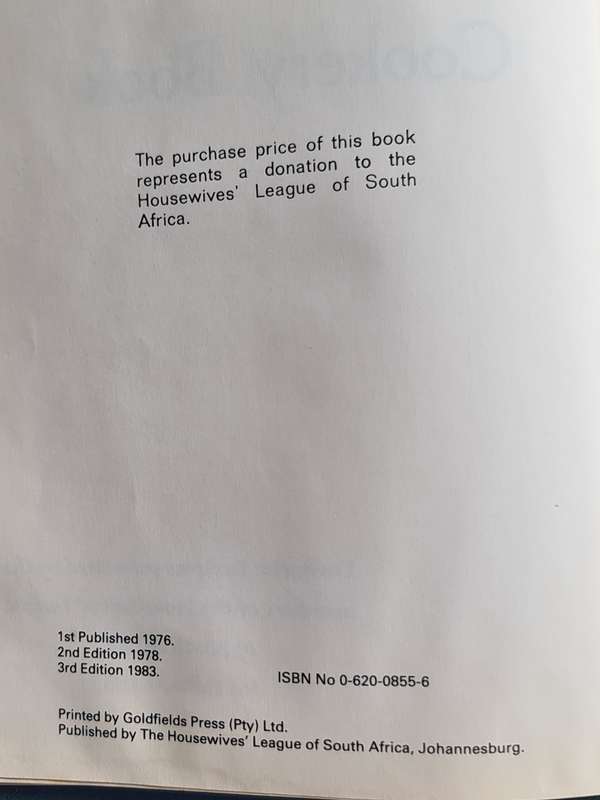 Cookery Book
The purchase price of this book
represents a donation to the
Housewives' League of South
Africa.
1st Published 1976.
2nd Edition 1978.
3rd Edition 1983.
ISBN No 0-620-0855-6
Printed by Goldfields Press (Pty) Ltd.
Published by The Housewives' League of South Africa, Johannesburg.